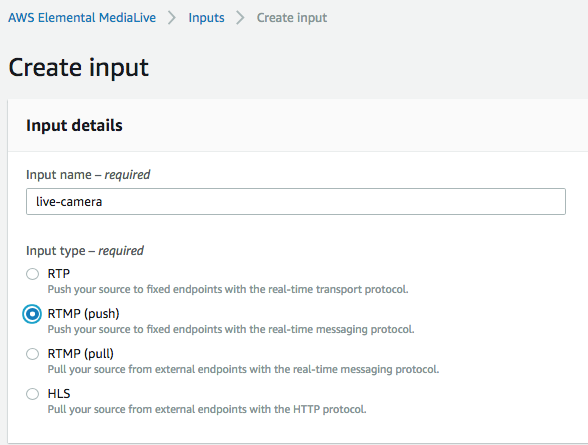 AWS Elemental MediaLive > Inputs > Create input
Create input
Input details
Input name – required
live-camera
Input type – required
RTP
Push your source to fixed endpoints with the real-time transport protocol.
RTMP (push)
Push your source to fixed endpoints with the real-time messaging protocol.
RTMP (pull)
Pull your source from external endpoints with the real-time messaging protocol.
HLS
Pull your source from external endpoints with the HTTP protocol.